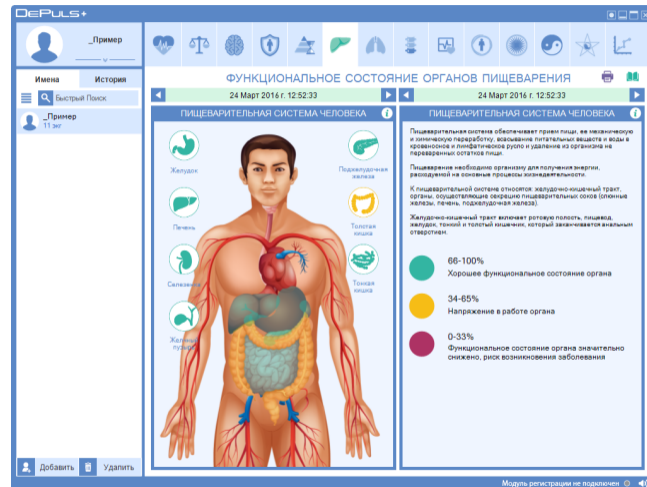 DePuls+
_Пример
Имена
История
Быстрый Поиск
_Пример
11 экг
Добавить
Удалить
ФУНКЦИОНАЛЬНОЕ СОСТОЯНИЕ ОРГАНОВ ПИЩЕВАРЕНИЯ
24 Март 2016 г. 12:52:33
ПИЩЕВАРИТЕЛЬНАЯ СИСТЕМА ЧЕЛОВЕКА
Желудок
Поджелудочная
железа
Печень
Толстая
кишка
Селезенка
Тонкая
кишка
Желчный
пузырь
24 Март 2016 г. 12:52:33
ПИЩЕВАРИТЕЛЬНАЯ СИСТЕМА ЧЕЛОВЕКА
Пищеварительная система обеспечивает прием пищи, ее механическую
и химическую переработку, всасывание питательных веществ и воды в
кровеносное и лимфатическое русло и удаление из организма не
переваренных остатков пищи.
Пищеварение необходимо организму для получения энергии,
расходуемой на основные процессы жизнедеятельности.
К пищеварительной системе относятся: желудочно-кишечный тракт,
органы, осуществляющие секрецию пищеварительных соков (слюнные
железы, печень, поджелудочная железа).
Желудочно-кишечный тракт включает ротовую полость, пищевод,
желудок, тонкий и толстый кишечник, который заканчивается анальным
отверстием.
66-100%
Хорошее функциональное состояние органа
34-65%
Напряжение в работе органа
0-33%
Функциональное состояние органа значительно
снижено, риск возникновения заболевания
Модуль регистрации не подключен